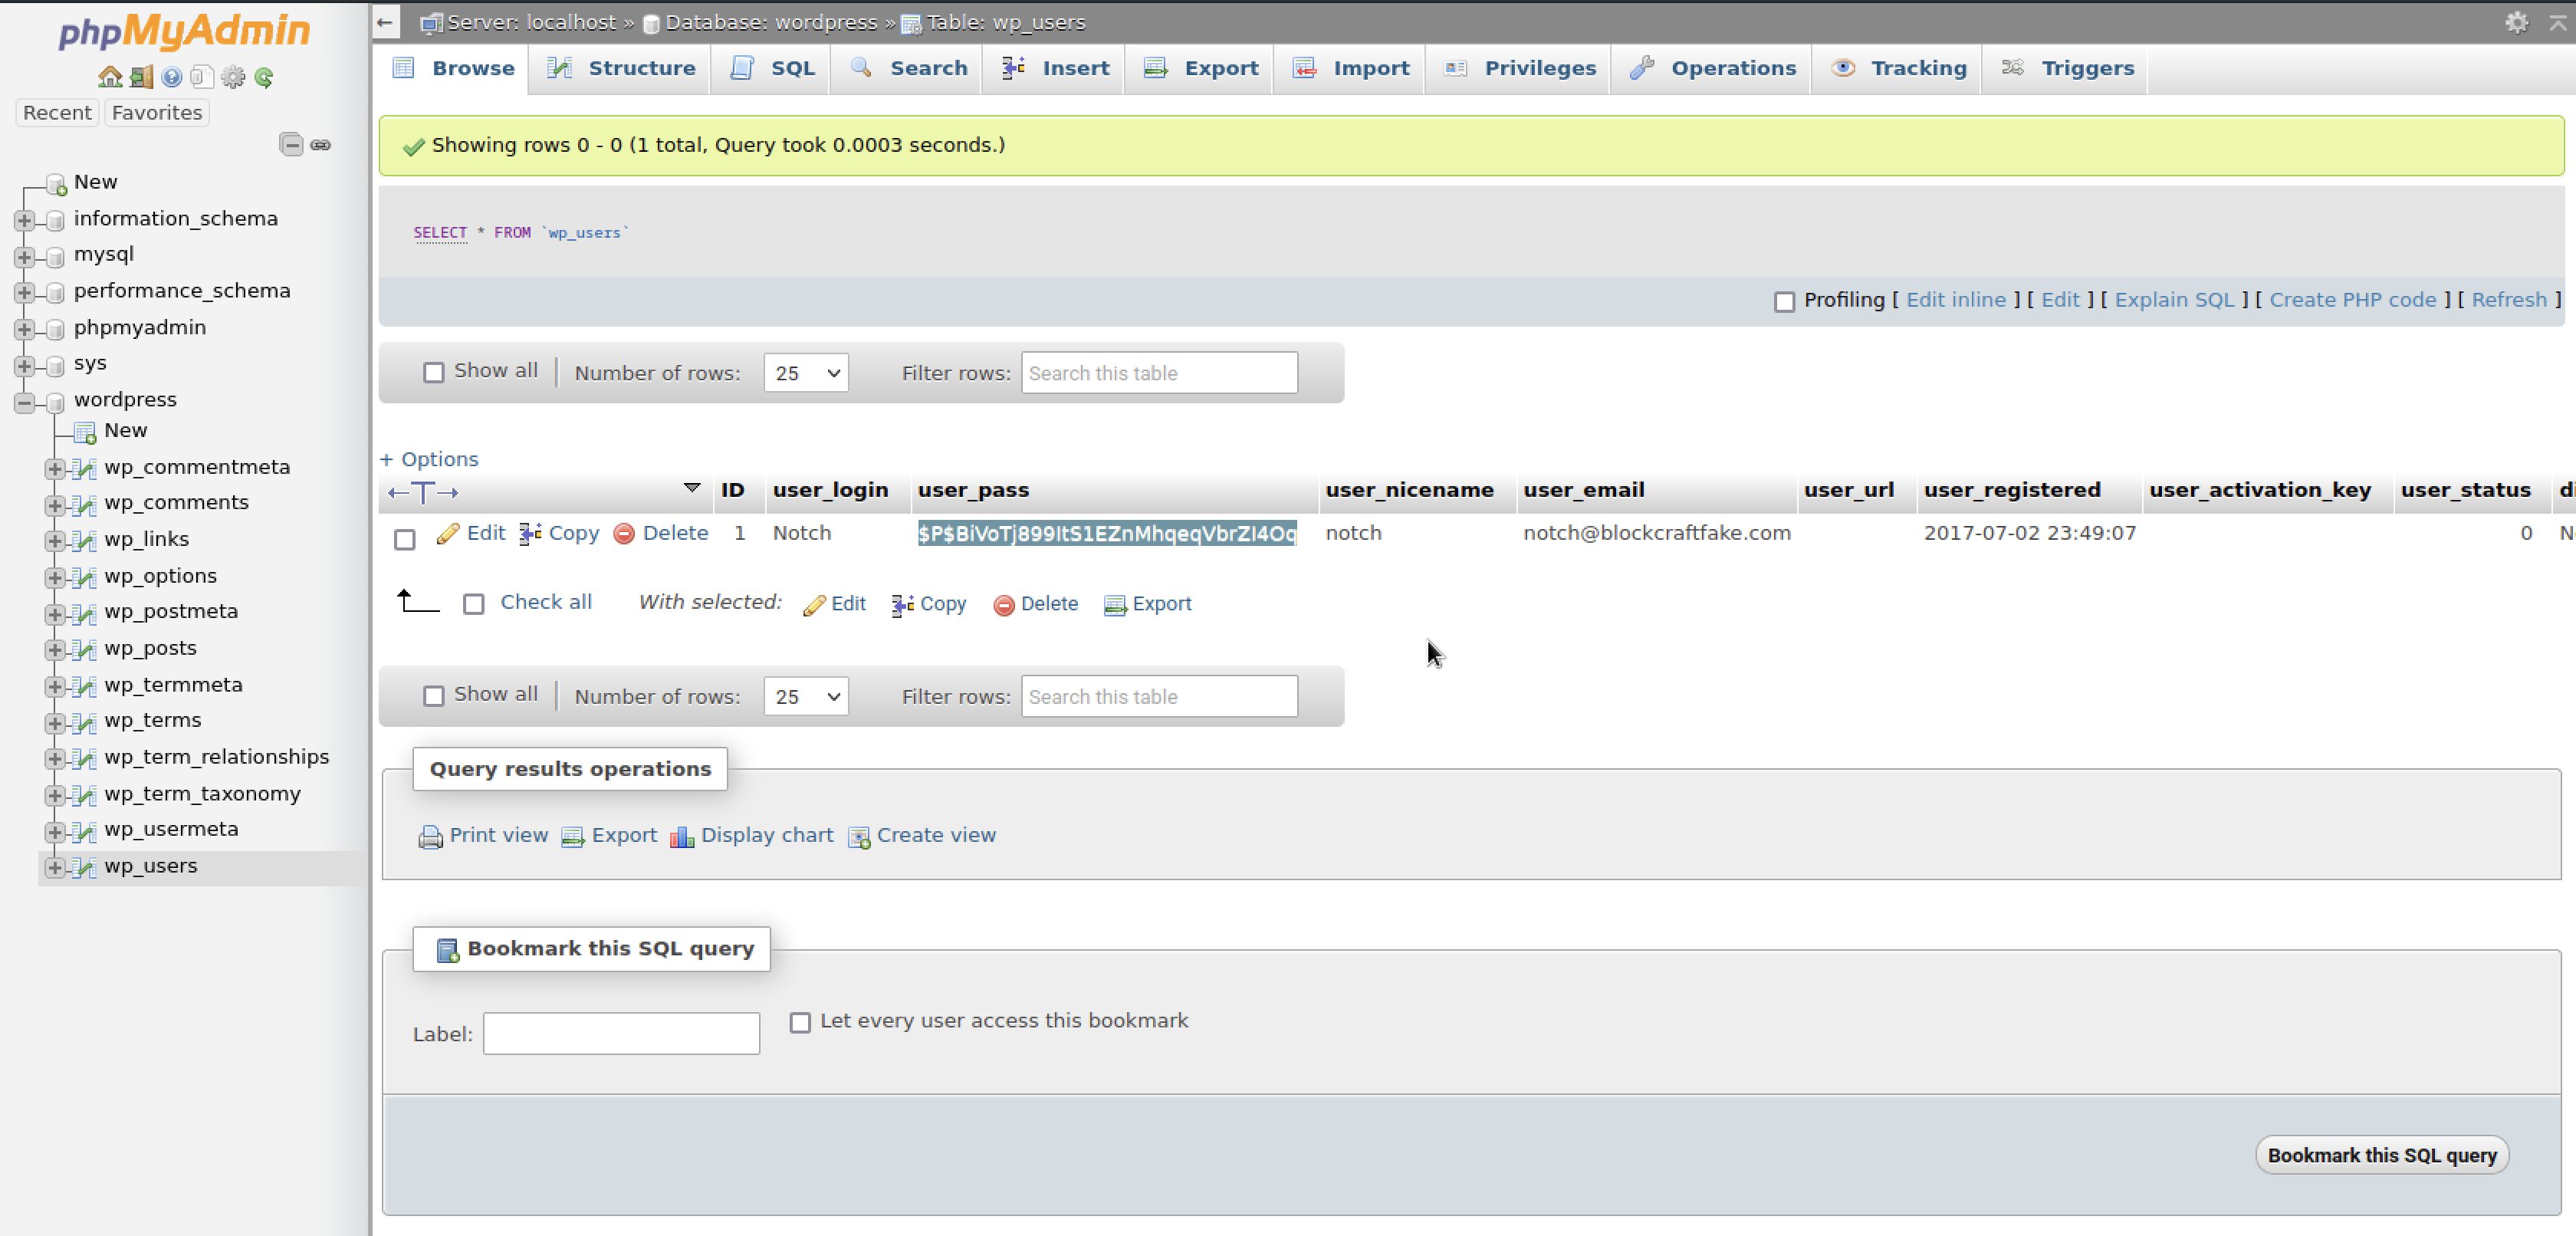 phpMyAdmin
Recent Favorites
New
information_schema
mysql
performance_schema
phpmyadmin
sys
wordpress
New
wp_commentmeta
wp_comments
wp_links
wp_options
wp_postmeta
wp_posts
wp_termmeta
wp_terms
wp_term_relationships
wp_term_taxonomy
wp_usermeta
wp_users
Server: localhost » Database: wordpress » Table: wp_users
Browse Structure SQL Search Insert Export Import Privileges Operations Tracking Triggers
Showing rows 0 - 0 (1 total, Query took 0.0003 seconds.)
SELECT * FROM `wp_users`
Profiling [ Edit inline ] [ Edit ] [ Explain SQL ] [ Create PHP code ] [ Refresh ]
Show all Number of rows: 25 Filter rows: Search this table
+ Options
ID user_login user_pass user_nicename user_email user_url user_registered user_activation_key user_status di
Edit Copy Delete 1 Notch $P$BiVoTj899ItS1EZnMhqeqVbrZI4Oq notch notch@blockcraftfake.com 2017-07-02 23:49:07 0 N
Check all With selected: Edit Copy Delete Export
Show all Number of rows: 25 Filter rows: Search this table
Query results operations
Print view Export Display chart Create view
Bookmark this SQL query
Label: Let every user access this bookmark
Bookmark this SQL query